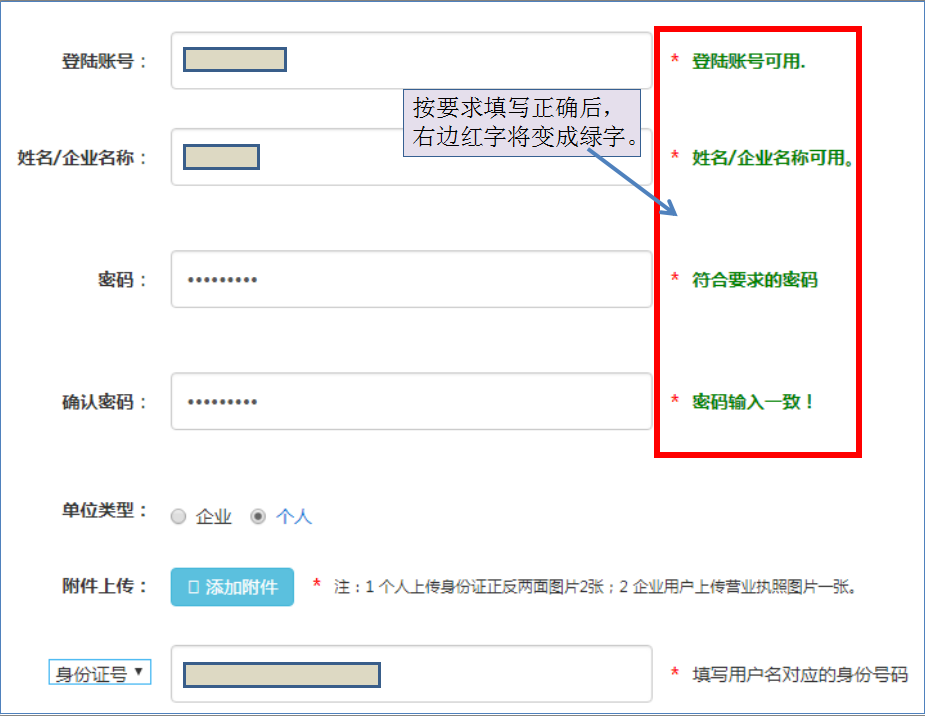 登陆账号：
* 登陆账号可用.
按要求填写正确后，
右边红字将变成绿字。
姓名/企业名称：
* 姓名/企业名称可用。
密码：
•••••••••
* 符合要求的密码
确认密码：
•••••••••
* 密码输入一致！
单位类型：
企业 个人
附件上传：
添加附件
* 注：1 个人上传身份证正反两面图片2张；2 企业用户上传营业执照图片一张。
身份证号
* 填写用户名对应的身份号码